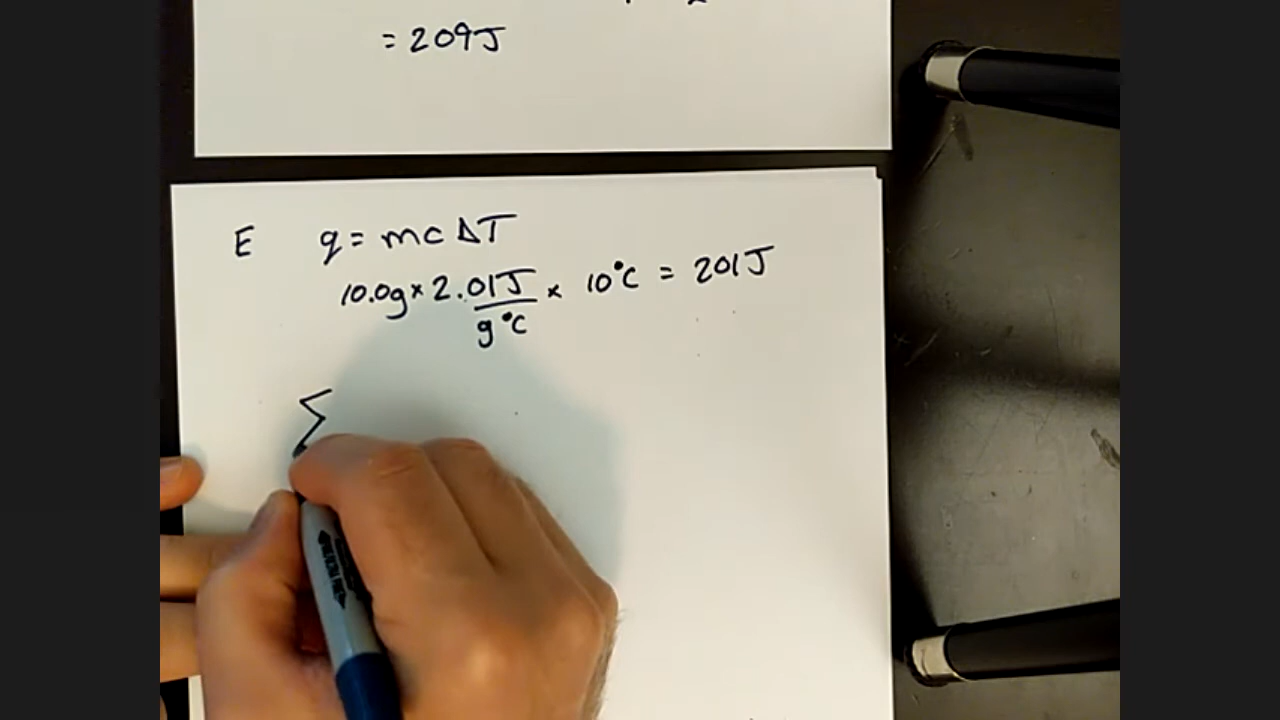 = 209J
E q = mcΔT
10.0g × 2.01J/g°C × 10°C = 201J
Σ